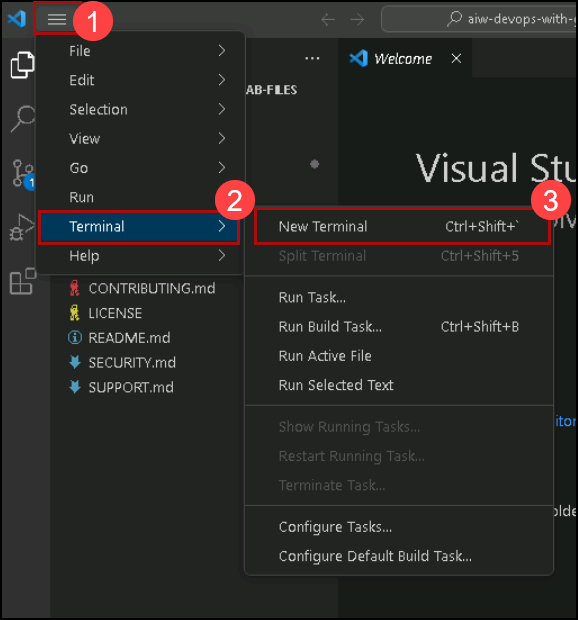 1
aiw-devops-with-g
File
Edit
Selection
View
Go
Run
Terminal
Help
2
AB-FILES
Welcome
Visual Stu
olv
3
New Terminal Ctrl+Shift+`
Split Terminal Ctrl+Shift+5
Run Task...
Run Build Task... Ctrl+Shift+B
Run Active File
Run Selected Text
Show Running Tasks...
Restart Running Task...
Terminate Task...
Configure Tasks...
Configure Default Build Task...
1
CONTRIBUTING.md
LICENSE
README.md
SECURITY.md
SUPPORT.md
itor
olde